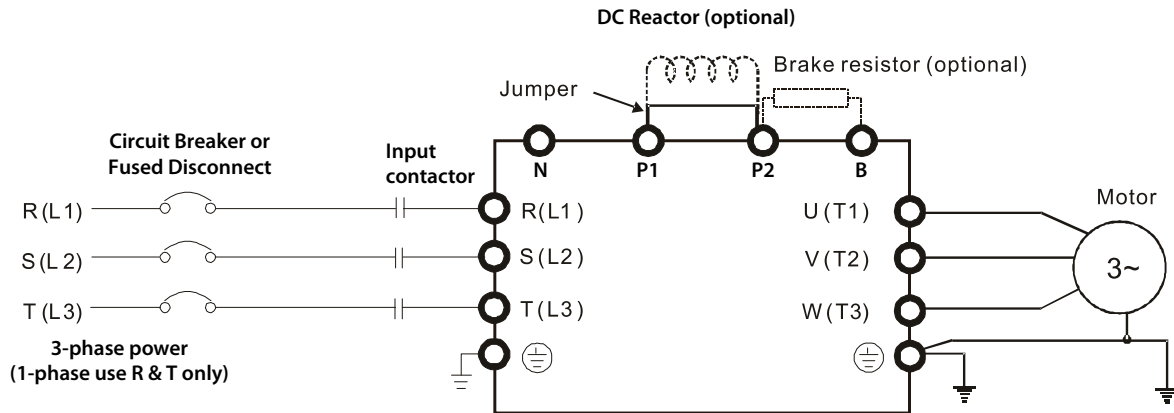 DC Reactor (optional)
Brake resistor (optional)
Jumper
Circuit Breaker or
Fused Disconnect
Input
contactor
N
P1
P2
B
Motor
R(L1)
R(L1)
U(T1)
S(L2)
S(L2)
V(T2)
3~
T(L3)
T(L3)
W(T3)
3-phase power
(1-phase use R & T only)